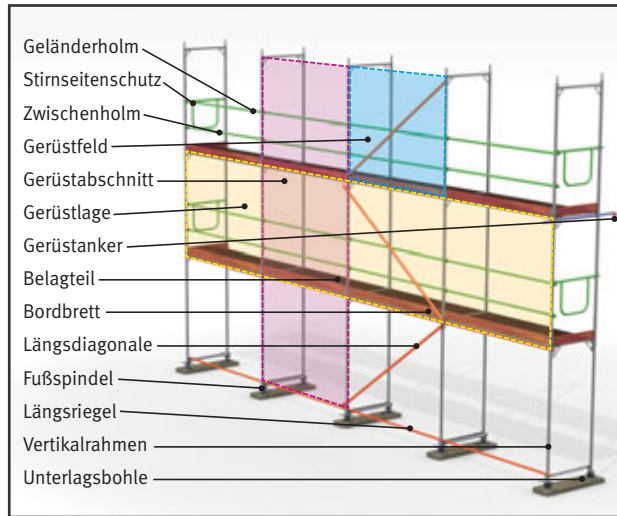 Geländerholm
Stirnseitenschutz
Zwischenholm
Gerüstfeld
Gerüstabschnitt
Gerüstlage
Gerüstanker
Belagteil
Bordbrett
Längsdiagonale
Fußspindel
Längsriegel
Vertikalrahmen
Unterlagsbohle